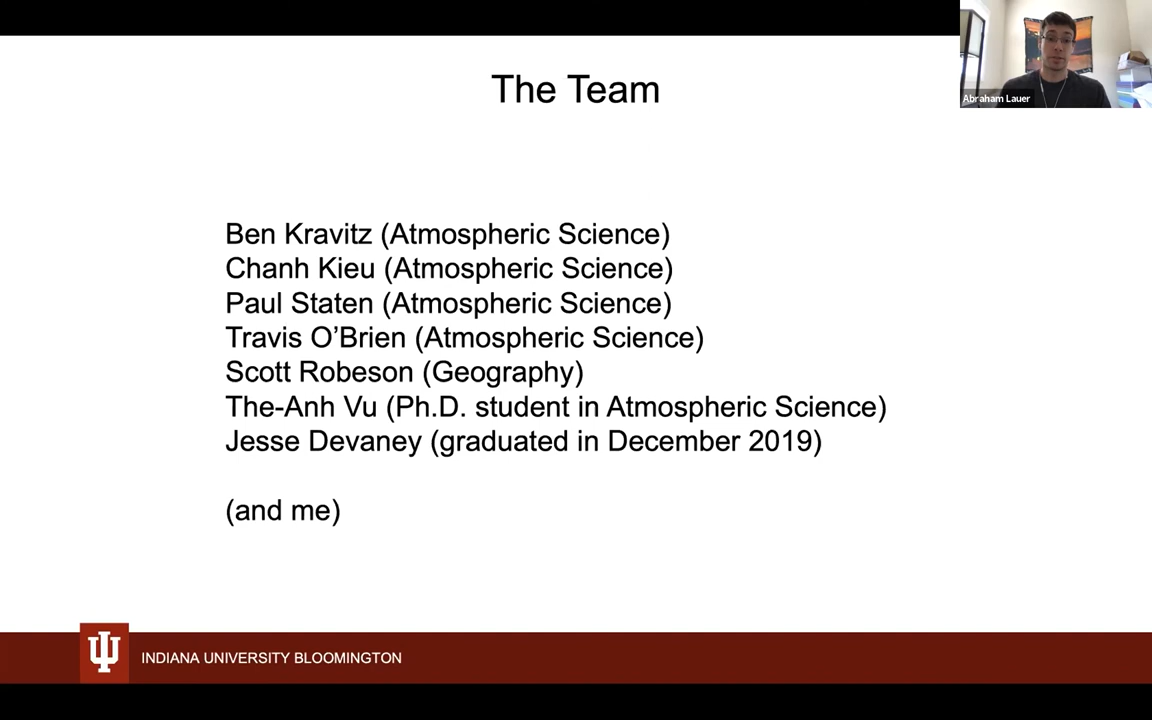 The Team
Abraham Lauer
Ben Kravitz (Atmospheric Science)
Chanh Kieu (Atmospheric Science)
Paul Staten (Atmospheric Science)
Travis O’Brien (Atmospheric Science)
Scott Robeson (Geography)
The-Anh Vu (Ph.D. student in Atmospheric Science)
Jesse Devaney (graduated in December 2019)
(and me)
INDIANA UNIVERSITY BLOOMINGTON